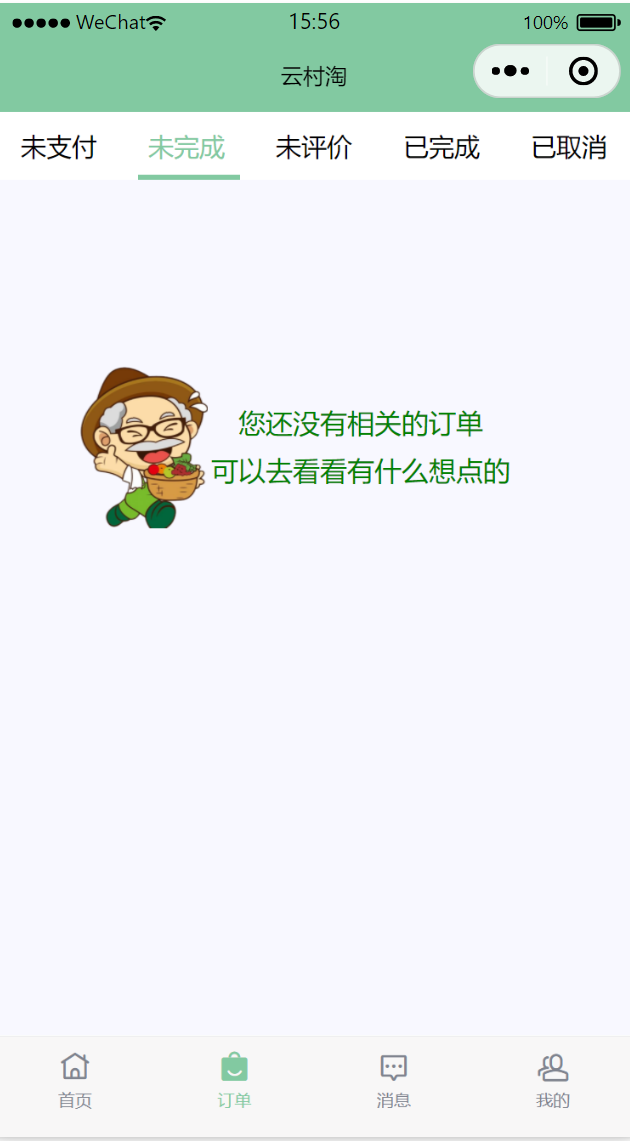 WeChat 15:56 100%
云村淘
未支付 未完成 未评价 已完成 已取消
您还没有相关的订单
可以去看看有什么想点的
首页 订单 消息 我的